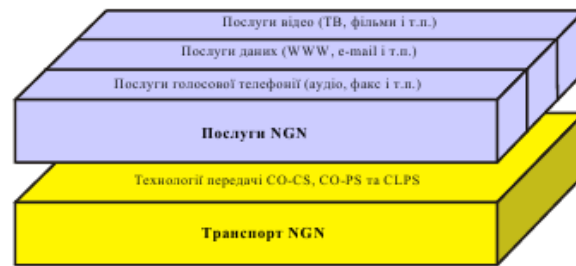 Послуги відео (ТВ, фільми і т.п.)
Послуги даних (WWW, e-mail і т.п.)
Послуги голосової телефонії (аудіо, факс і т.п.)
Послуги NGN
Технології передачі CO-CS, CO-PS та CLPS
Транспорт NGN